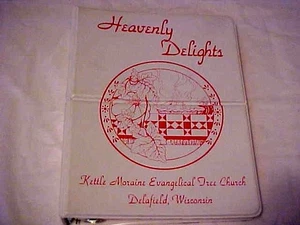 Heavenly
Delights
Kettle Moraine Evangelical Free Church
Delafield, Wisconsin